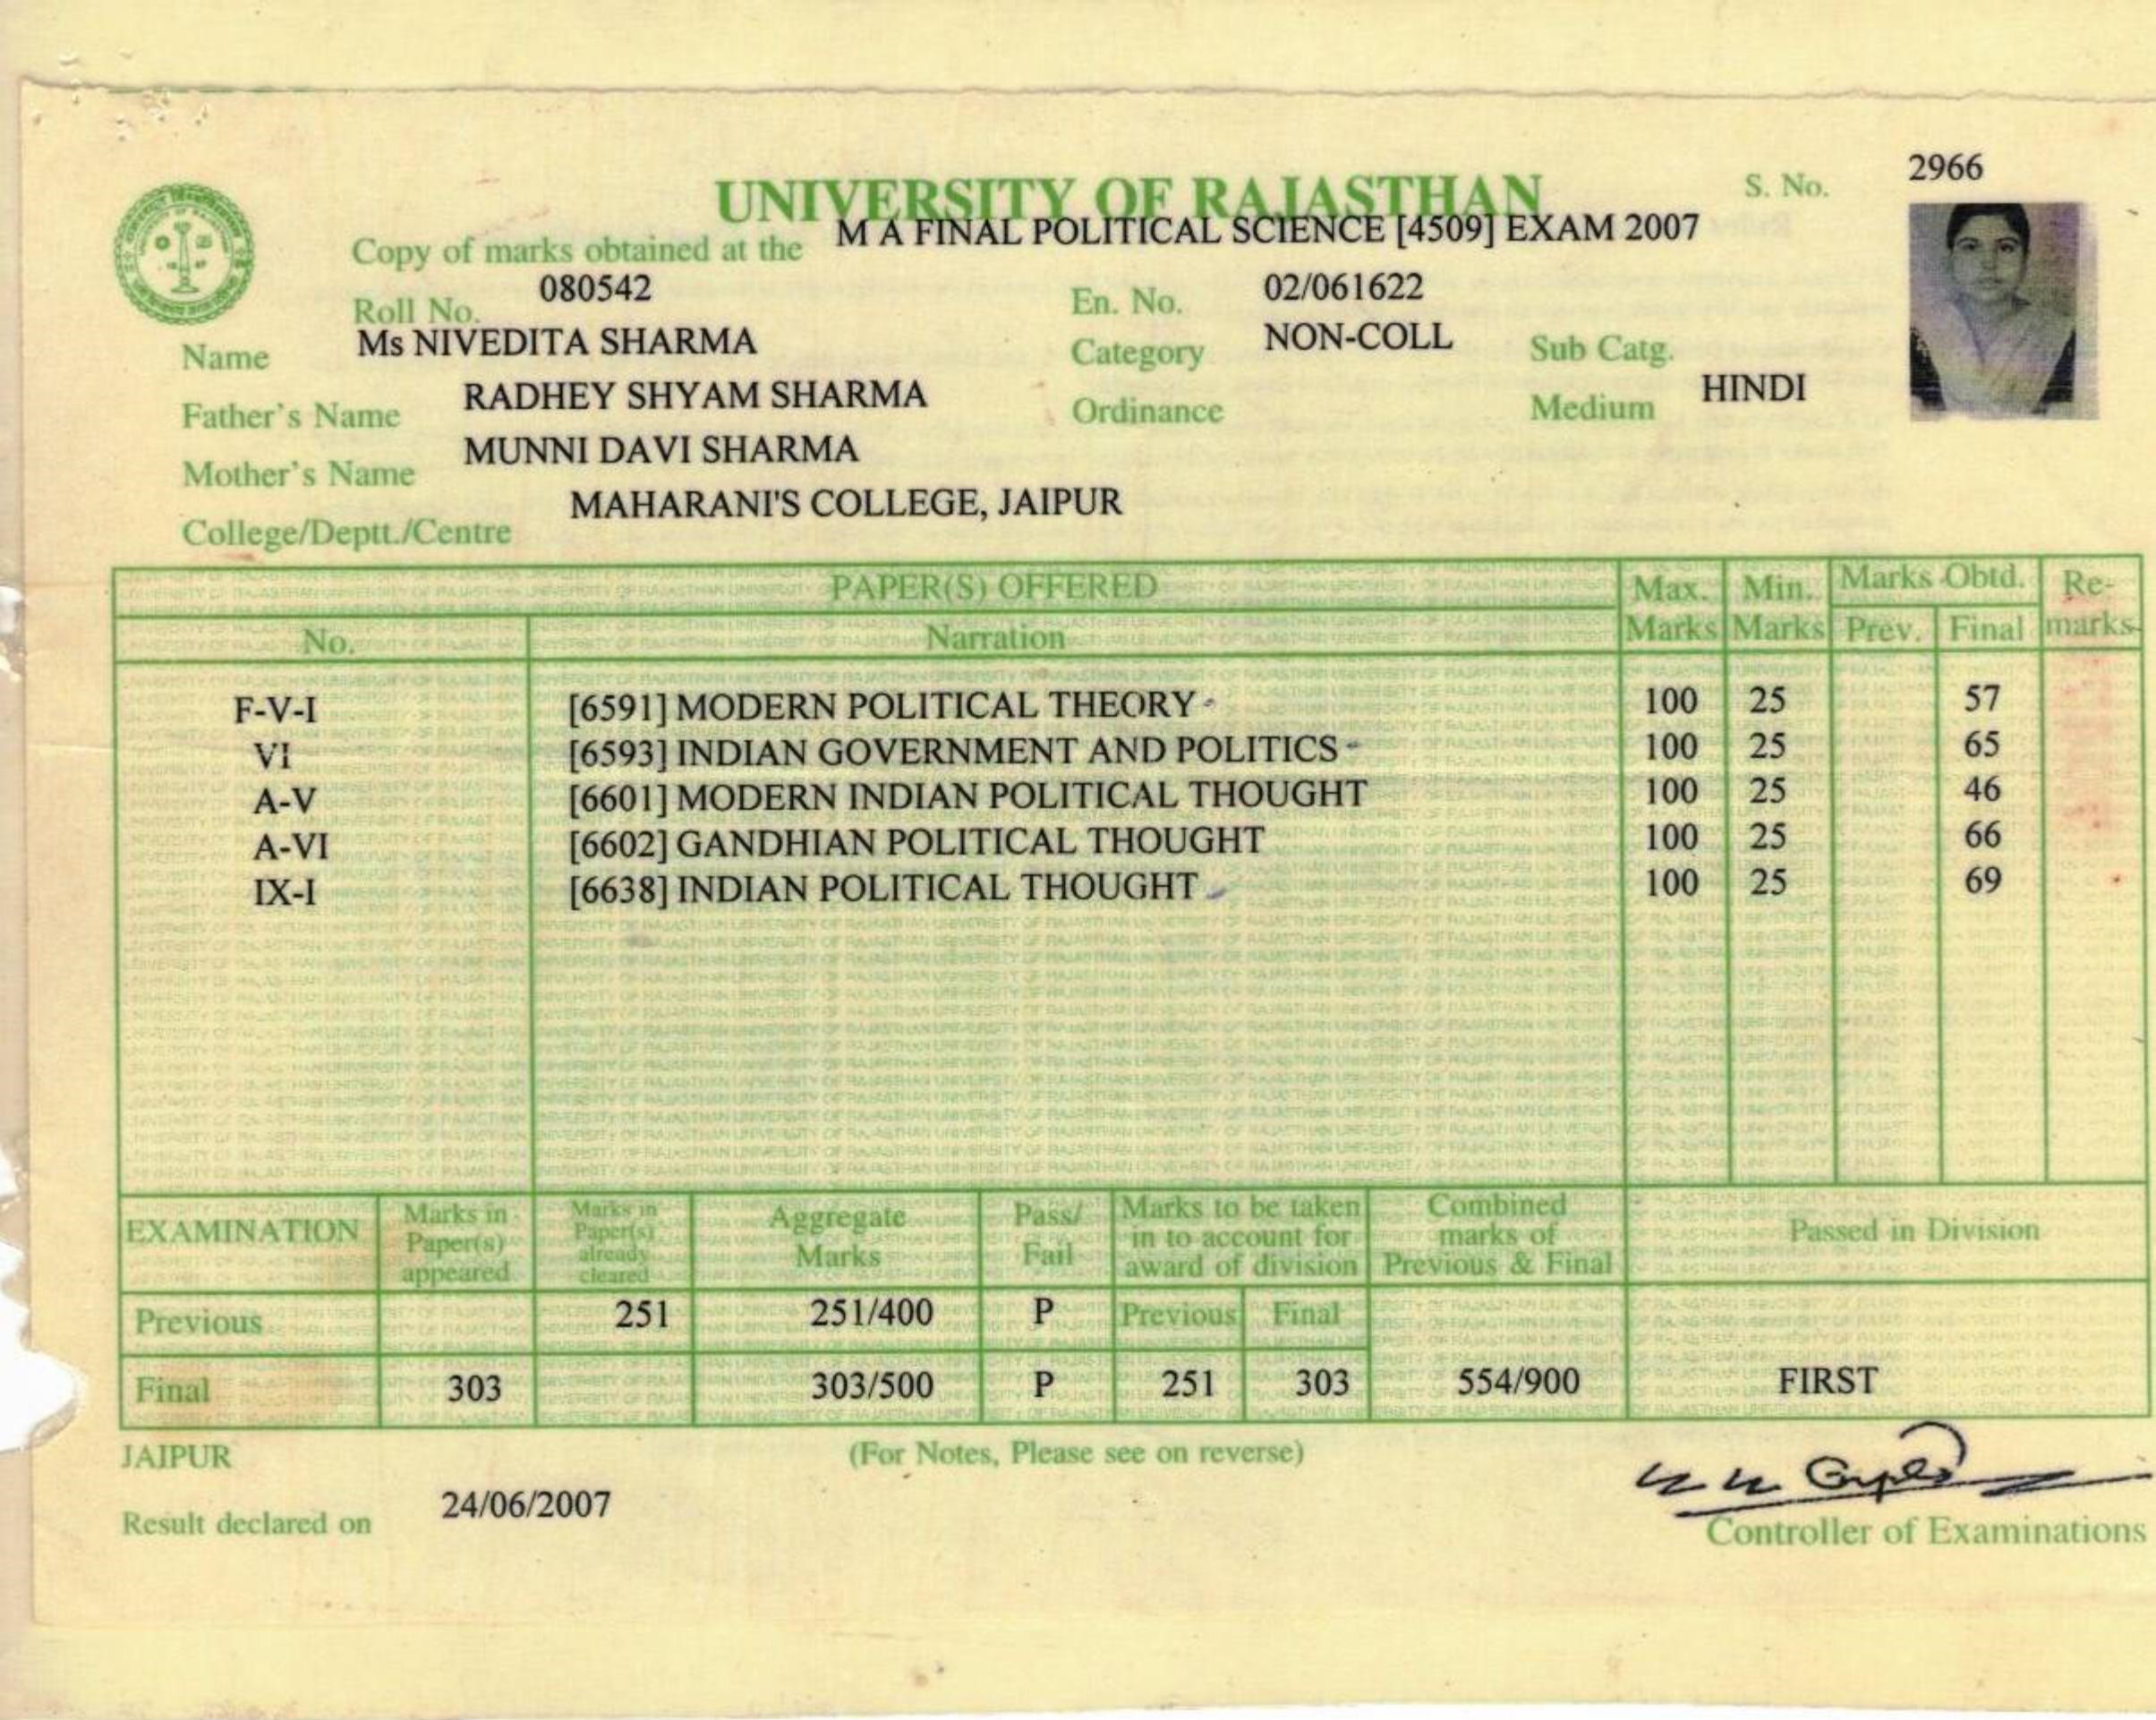 S. No. 2966
UNIVERSITY OF RAJASTHAN
Copy of marks obtained at the M A FINAL POLITICAL SCIENCE [4509] EXAM 2007
Roll No. 080542 En. No. 02/061622
Name Ms NIVEDITA SHARMA Category NON-COLL Sub Catg.
Father's Name RADHEY SHYAM SHARMA Ordinance Medium HINDI
Mother's Name MUNNI DAVI SHARMA
College/Deptt./Centre MAHARANI'S COLLEGE, JAIPUR
PAPER(S) OFFERED Max. Marks Min. Marks Marks Obtd. Re-marks
No. Narration Prev. Final
F-V-I [6591] MODERN POLITICAL THEORY 100 25 57
VI [6593] INDIAN GOVERNMENT AND POLITICS 100 25 65
A-V [6601] MODERN INDIAN POLITICAL THOUGHT 100 25 46
A-VI [6602] GANDHIAN POLITICAL THOUGHT 100 25 66
IX-I [6638] INDIAN POLITICAL THOUGHT 100 25 69
EXAMINATION Marks in Paper(s) appeared Marks in Paper(s) already cleared Aggregate Marks Pass/ Fail Marks to be taken in to account for award of division Combined marks of Previous & Final Passed in Division
Previous 251 251/400 P Previous Final
Final 303 303/500 P 251 303 554/900 FIRST
JAIPUR (For Notes, Please see on reverse)
Result declared on 24/06/2007
Controller of Examinations